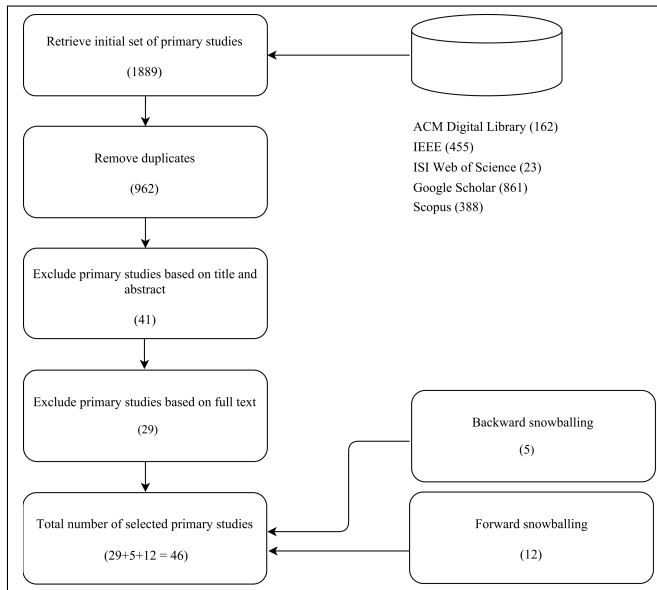 Retrieve initial set of primary studies
(1889)
ACM Digital Library (162)
IEEE (455)
ISI Web of Science (23)
Google Scholar (861)
Scopus (388)
Remove duplicates
(962)
Exclude primary studies based on title and
abstract
(41)
Exclude primary studies based on full text
(29)
Backward snowballing
(5)
Forward snowballing
(12)
Total number of selected primary studies
(29+5+12 = 46)